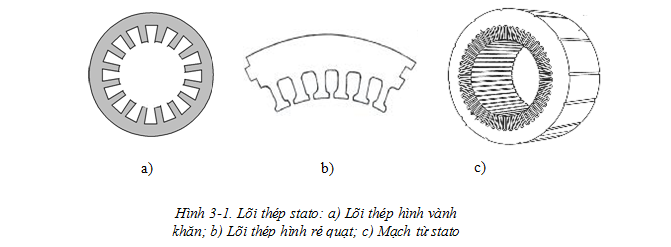 a)
b)
c)
Hình 3-1. Lõi thép stato: a) Lõi thép hình vành
khăn; b) Lõi thép hình rẻ quạt; c) Mạch từ stato